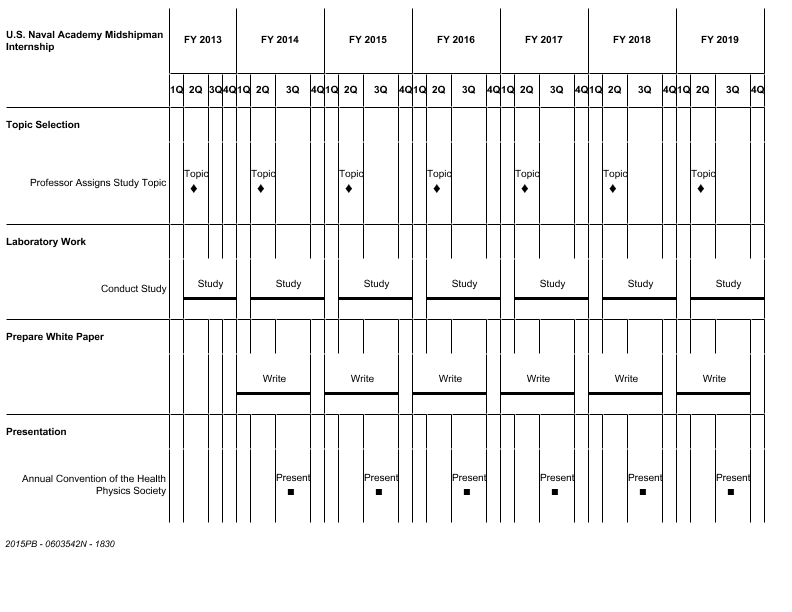 U.S. Naval Academy Midshipman
Internship
FY 2013 FY 2014 FY 2015 FY 2016 FY 2017 FY 2018 FY 2019
1Q 2Q 3Q 4Q 1Q 2Q 3Q 4Q 1Q 2Q 3Q 4Q 1Q 2Q 3Q 4Q 1Q 2Q 3Q 4Q 1Q 2Q 3Q 4Q 1Q 2Q 3Q 4Q
Topic Selection
Topic Topic Topic Topic Topic Topic Topic
Professor Assigns Study Topic
Laboratory Work
Study Study Study Study Study Study Study
Conduct Study
Prepare White Paper
Write Write Write Write Write Write
Presentation
Present Present Present Present Present Present
Annual Convention of the Health
Physics Society
2015PB - 0603542N - 1830